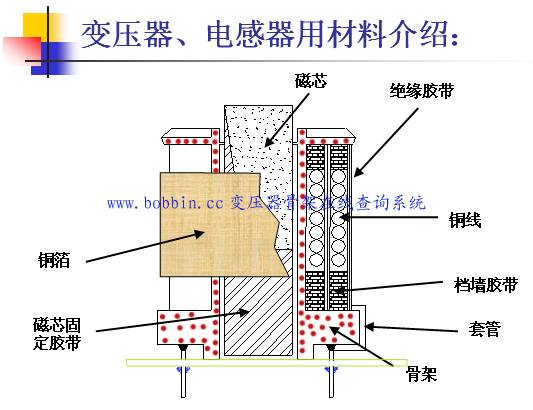 变压器、电感器用材料介绍：
磁芯
绝缘胶带
www.bobbin.cc 变压器骨架在线查询系统
铜线
铜箔
档墙胶带
磁芯固
定胶带
套管
骨架